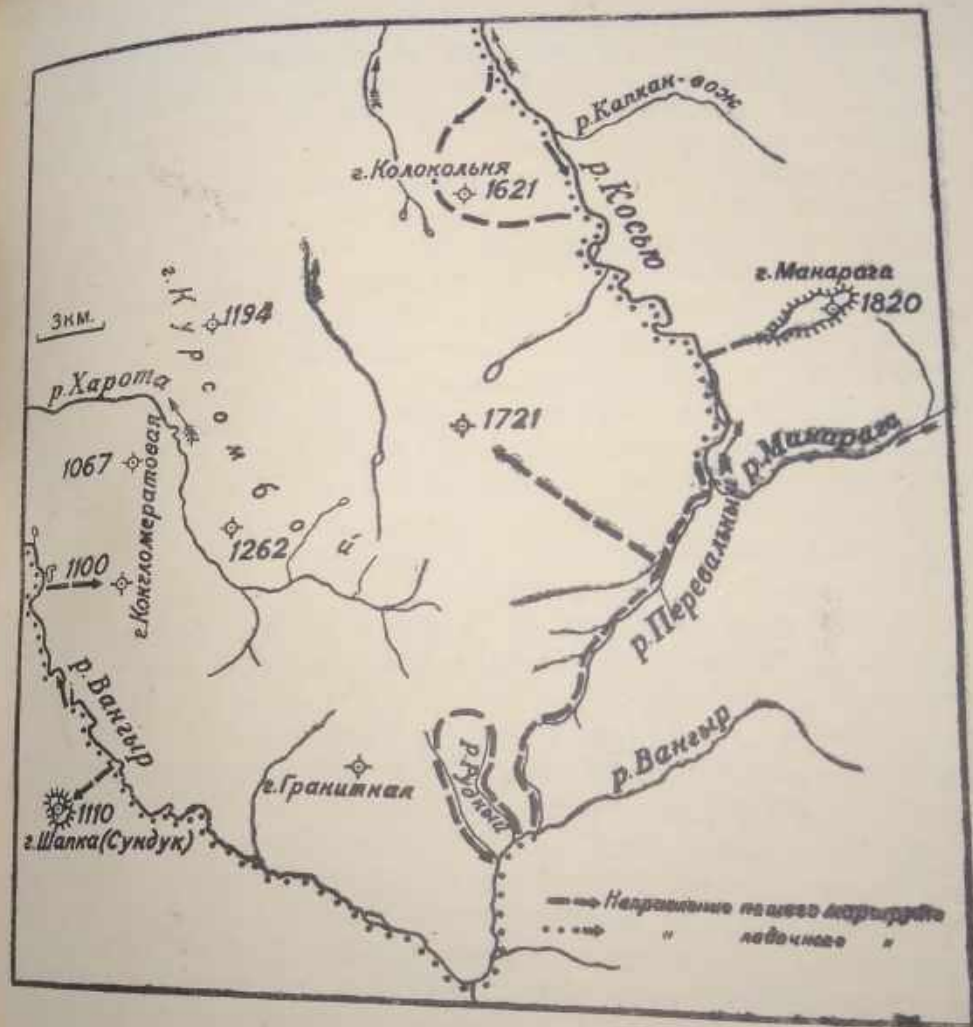 р.Капкан-вож
г.Колокольня
1621
р.Косью
г.Манарага
1820
г.Курсомбой
1194
3км.
р.Харота
1721
р.Манарага
1067
г.Конгломератовая
1262
1100
р.Перевальный
р.Вангыр
р.Вангыр
р.Рудный
г.Гранитная
1110
г.Шапка(Сундук)
Направление пешего маршрута
" лодочного "